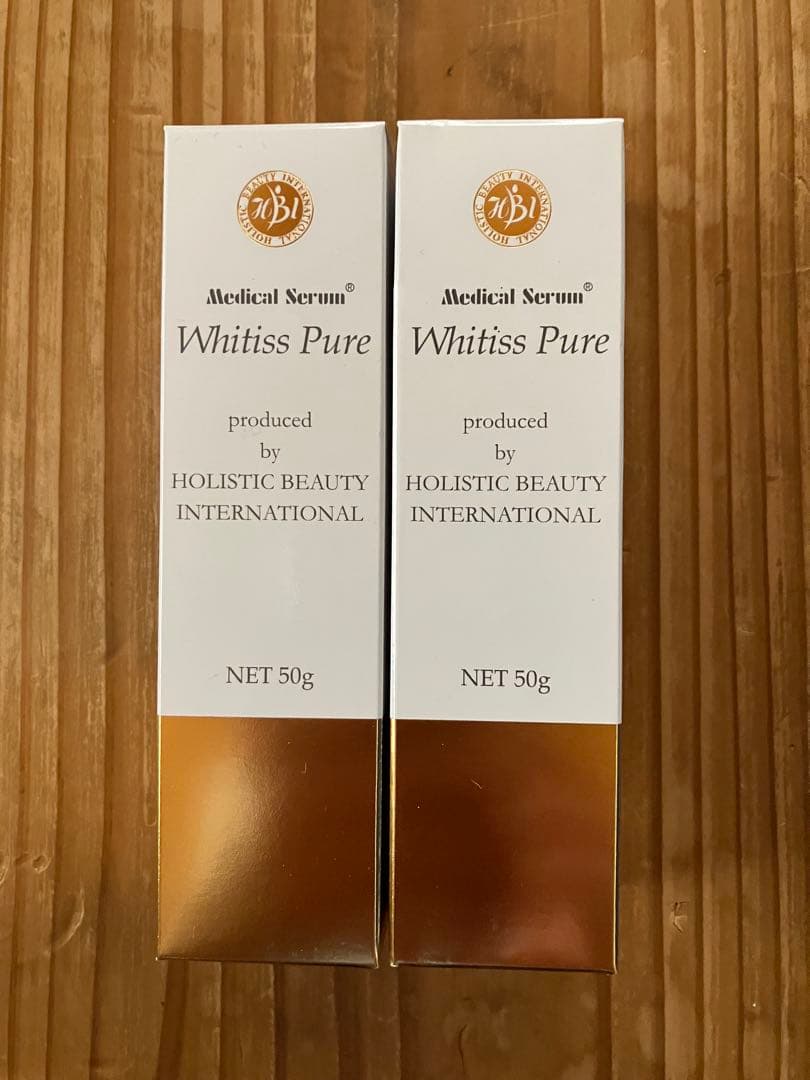 HOLISTIC BEAUTY INTERNATIONAL
HBI
Medical Serum®
Whitiss Pure
produced
by
HOLISTIC BEAUTY
INTERNATIONAL
NET 50g
HOLISTIC BEAUTY INTERNATIONAL
HBI
Medical Serum®
Whitiss Pure
produced
by
HOLISTIC BEAUTY
INTERNATIONAL
NET 50g